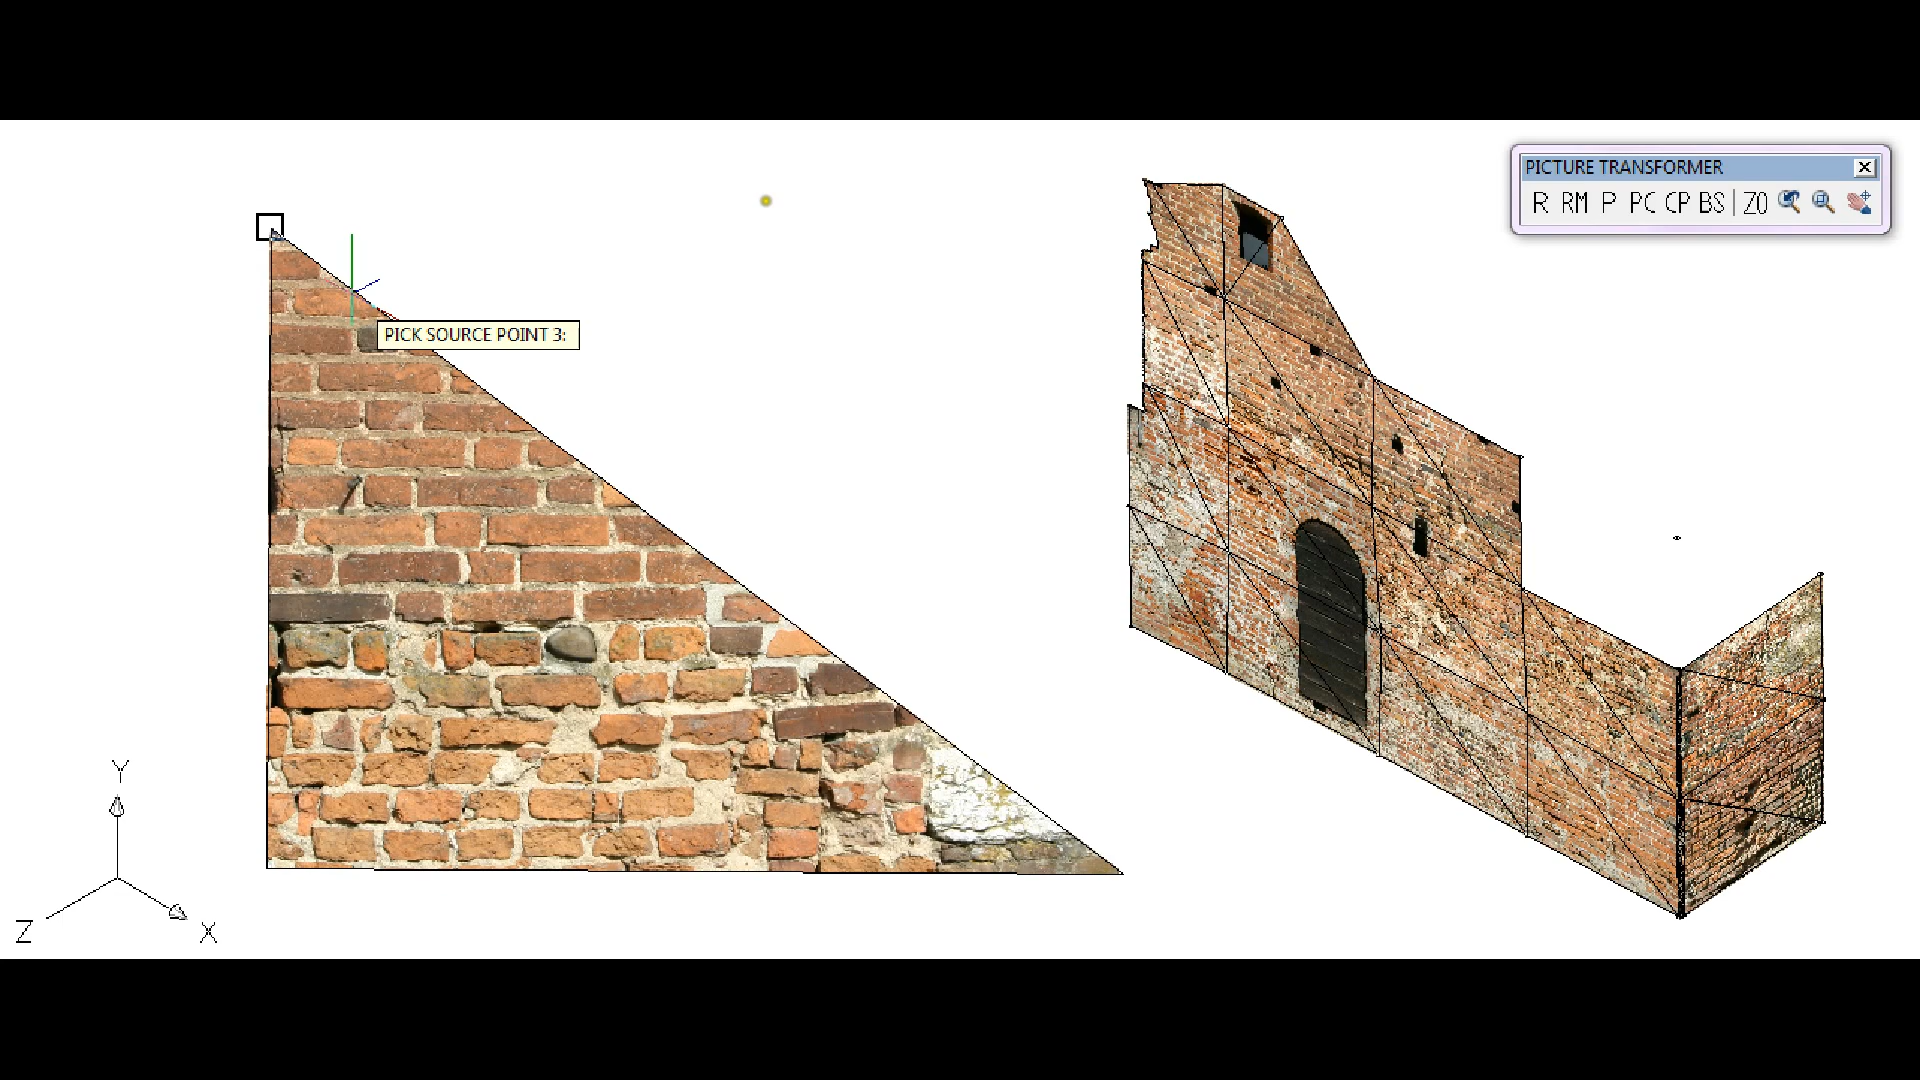 PICTURE TRANSFORMER
R RM P PC CP BS ZO
PICK SOURCE POINT 3:
Y
Z
X